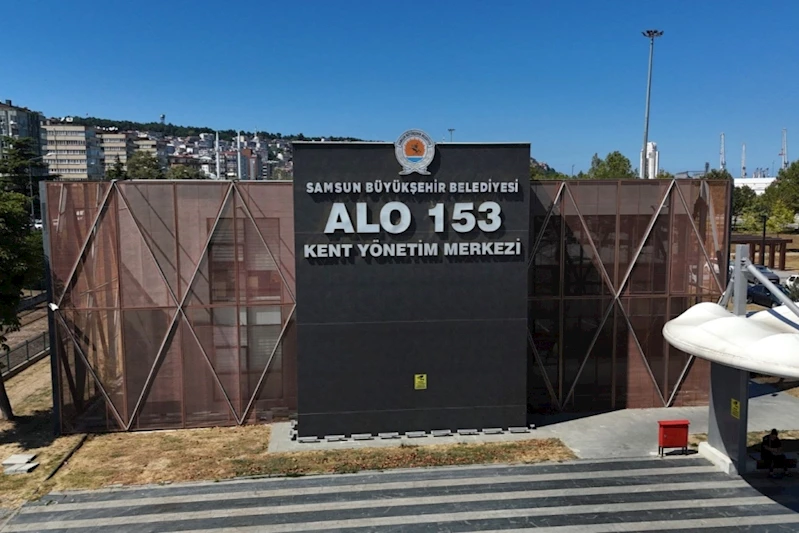 SAMSUN BÜYÜKŞEHİR BELEDİYESİ
ALO 153
KENT YÖNETİM MERKEZİ